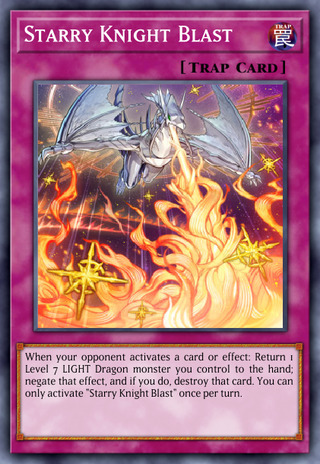 Starry Knight Blast
TRAP
罠
[ Trap Card ]
When your opponent activates a card or effect: Return 1
Level 7 LIGHT Dragon monster you control to the hand;
negate that effect, and if you do, destroy that card. You can
only activate "Starry Knight Blast" once per turn.